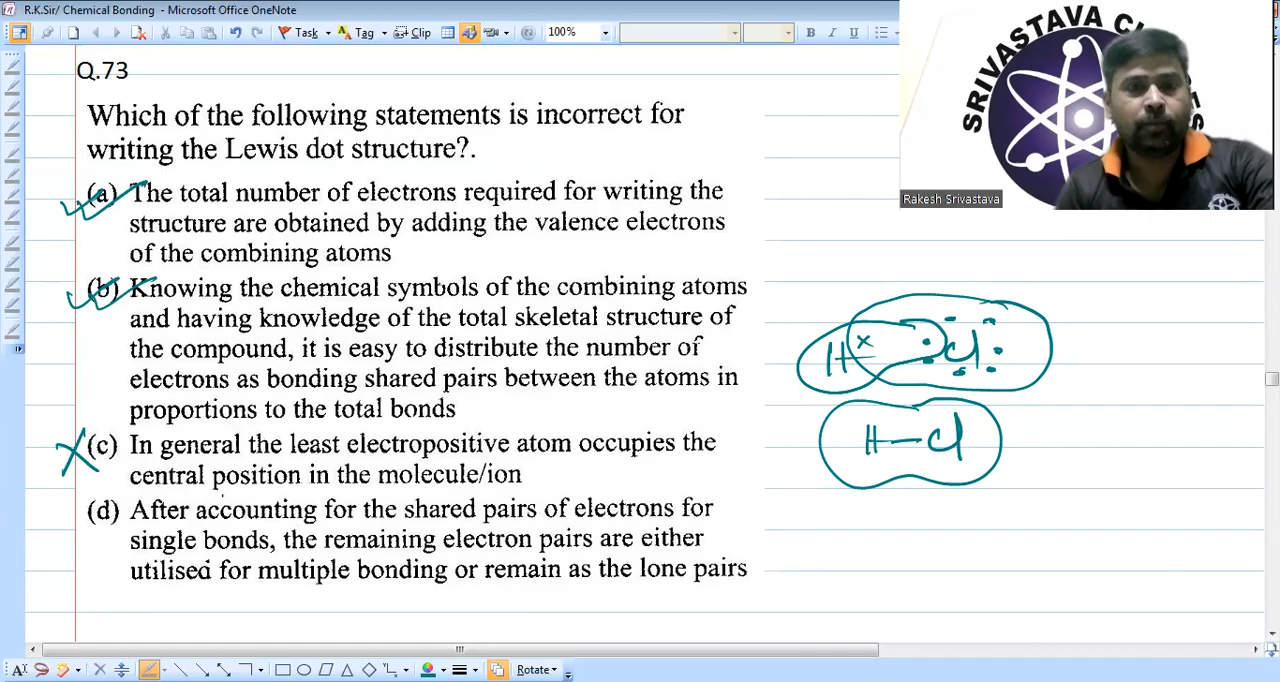 R.K.Sir/ Chemical Bonding - Microsoft Office OneNote
Task Tag Clip 100% B I U
Q.73
Which of the following statements is incorrect for
writing the Lewis dot structure?.
(a) The total number of electrons required for writing the
structure are obtained by adding the valence electrons
of the combining atoms
(b) Knowing the chemical symbols of the combining atoms
and having knowledge of the total skeletal structure of
the compound, it is easy to distribute the number of
electrons as bonding shared pairs between the atoms in
proportions to the total bonds
(c) In general the least electropositive atom occupies the
central position in the molecule/ion
(d) After accounting for the shared pairs of electrons for
single bonds, the remaining electron pairs are either
utilised for multiple bonding or remain as the lone pairs
H x Cl
H—Cl
SRIVASTAVA
Rakesh Srivastava
Rotate